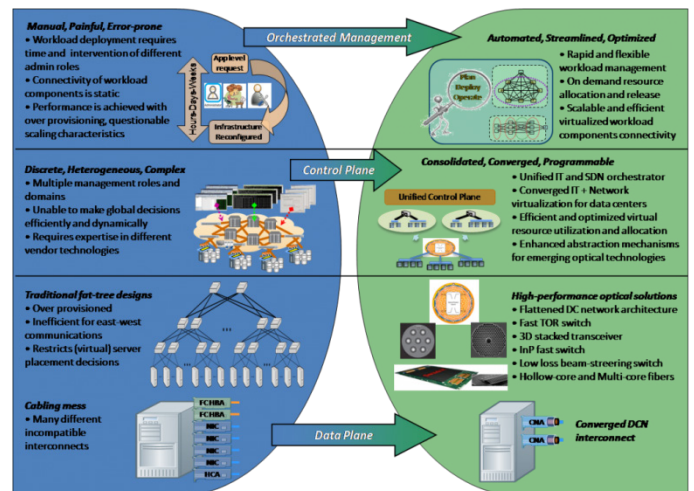 Manual, Painful, Error-prone
• Workload deployment requires
time and intervention of different
admin roles
• Connectivity of workload
components is static
• Performance is achieved with
over provisioning, questionable
scaling characteristics
Hours-Days-Weeks
App level
request
Infrastructure
Reconfigured
Orchestrated Management
Automated, Streamlined, Optimized
Plan
Deploy
Operate
• Rapid and flexible
workload management
• On demand resource
allocation and release
• Scalable and efficient
virtualized workload
components connectivity
Discrete, Heterogeneous, Complex
• Multiple management roles and
domains
• Unable to make global decisions
efficiently and dynamically
• Requires expertise in different
vendor technologies
Control Plane
Consolidated, Converged, Programmable
Unified Control Plane
• Unified IT and SDN orchestrator
• Converged IT + Network
virtualization for data centers
• Efficient and optimized virtual
resource utilization and allocation
• Enhanced abstraction mechanisms
for emerging optical technologies
Traditional fat-tree designs
• Over provisioned
• Inefficient for east-west
communications
• Restricts (virtual) server
placement decisions
...
...
High-performance optical solutions
• Flattened DC network architecture
• Fast TOR switch
• 3D stacked transceiver
• InP fast switch
• Low loss beam-streering switch
• Hollow-core and Multi-core fibers
Cabling mess
• Many different
incompatible
interconnects
FCHBA
FCHBA
NIC
NIC
NIC
NIC
HCA
Data Plane
CNA
CNA
Converged DCN
interconnect